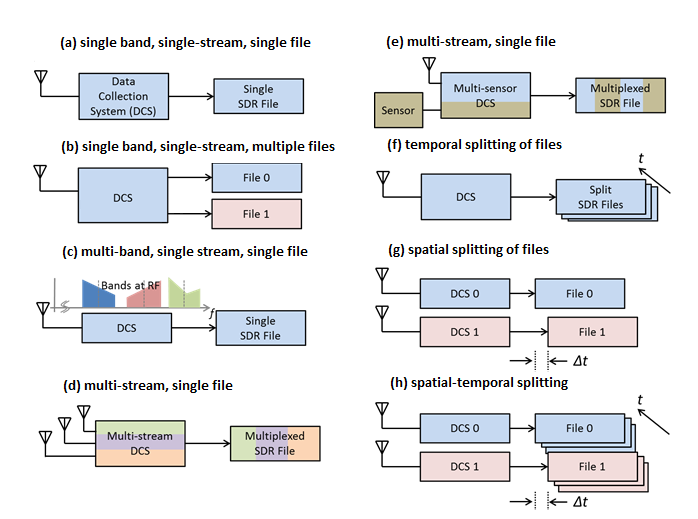 (a) single band, single-stream, single file
Data
Collection
System (DCS)
Single
SDR File
(b) single band, single-stream, multiple files
DCS
File 0
File 1
(c) multi-band, single stream, single file
Bands at RF
f
DCS
Single
SDR File
(d) multi-stream, single file
Multi-stream
DCS
Multiplexed
SDR File
(e) multi-stream, single file
Sensor
Multi-sensor
DCS
Multiplexed
SDR File
(f) temporal splitting of files
t
DCS
Split
SDR Files
(g) spatial splitting of files
DCS 0
File 0
DCS 1
File 1
Δt
(h) spatial-temporal splitting
t
DCS 0
File 0
DCS 1
File 1
Δt